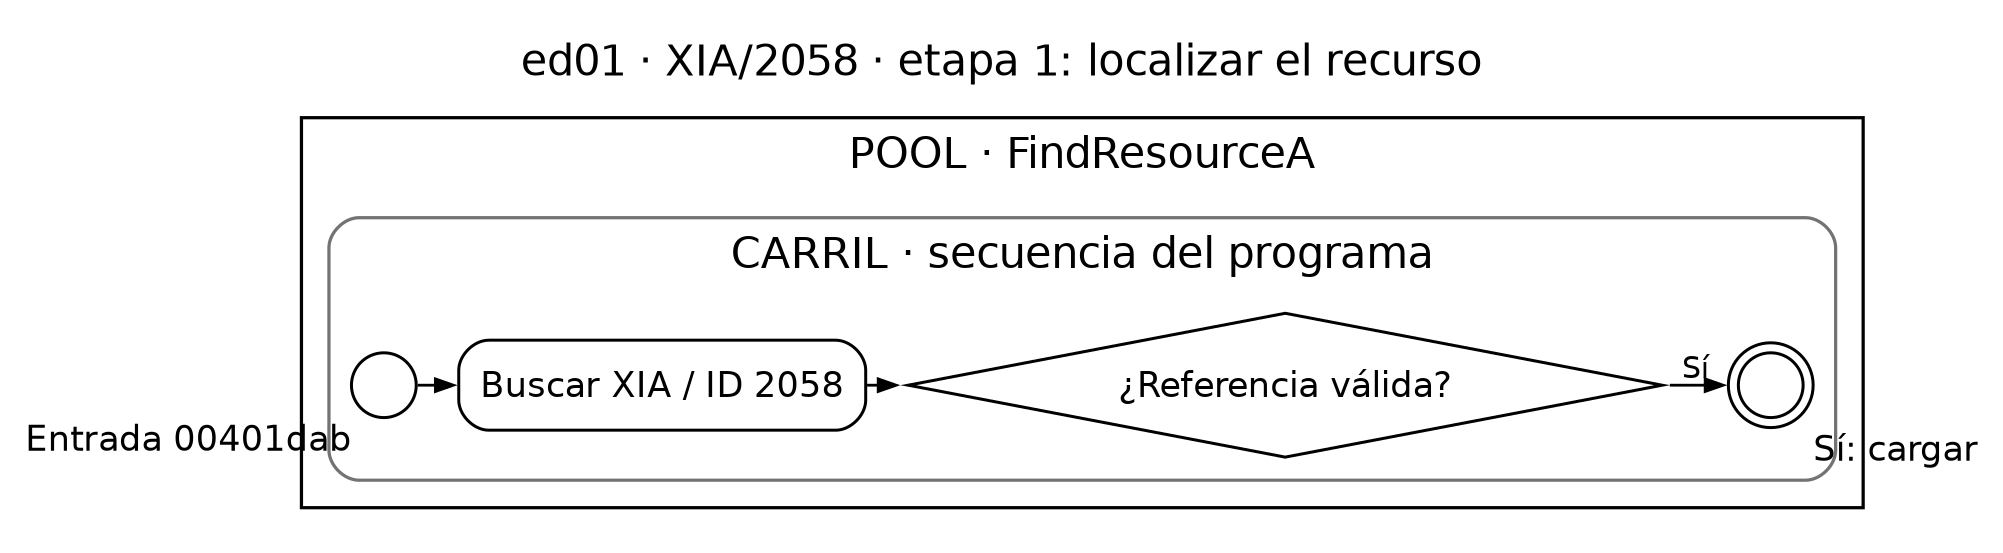 ed01 · XIA/2058 · etapa 1: localizar el recurso
POOL · FindResourceA
CARRIL · secuencia del programa
Entrada 00401dab
Buscar XIA / ID 2058
¿Referencia válida?
Sí
Sí: cargar